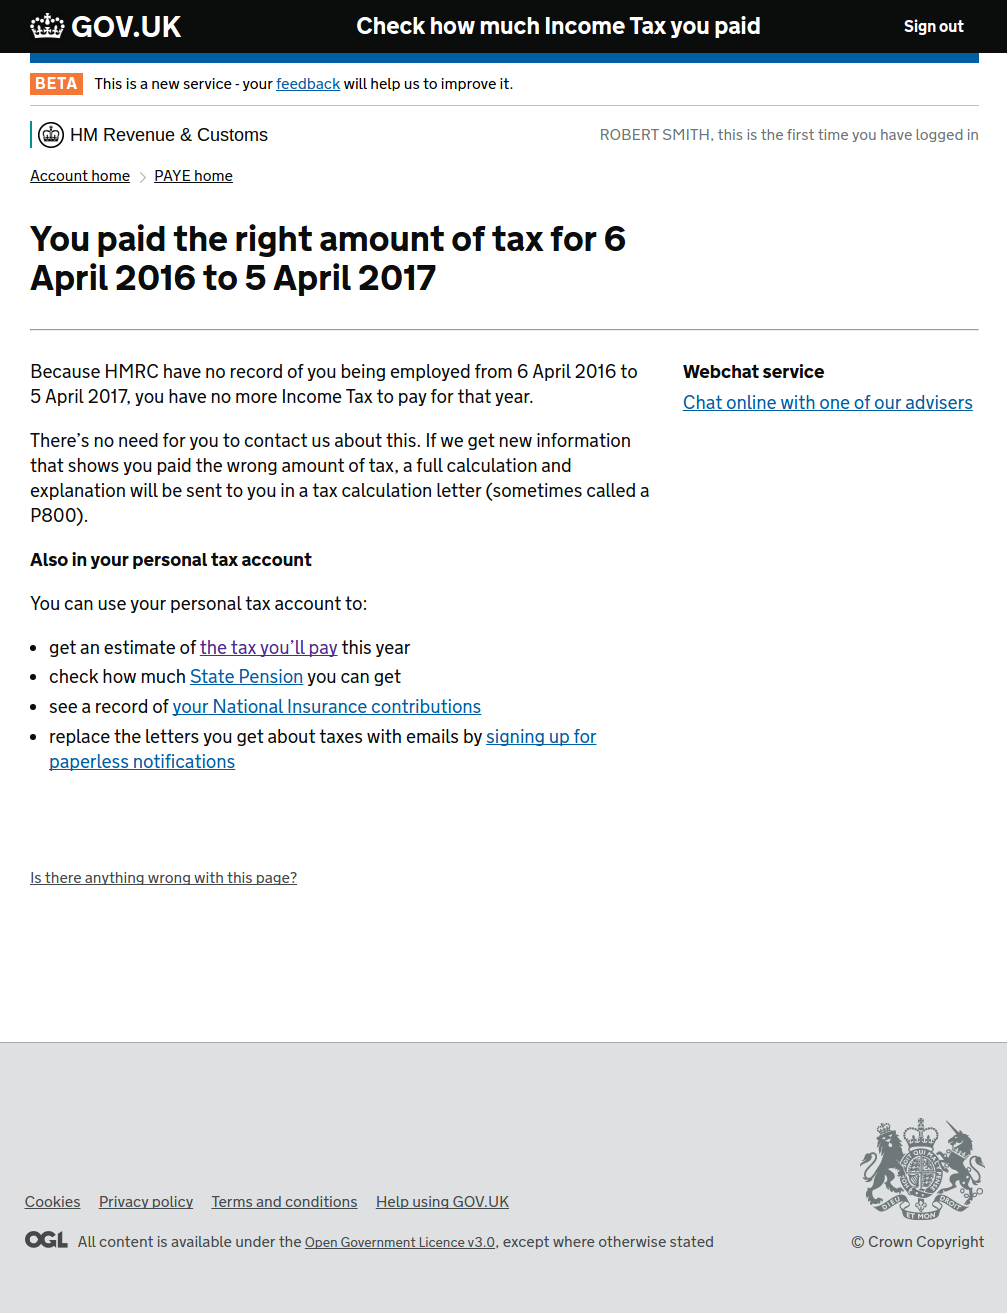 GOV.UK
Check how much Income Tax you paid
Sign out
BETA This is a new service - your feedback will help us to improve it.
HM Revenue & Customs
ROBERT SMITH, this is the first time you have logged in
Account home
PAYE home
You paid the right amount of tax for 6
April 2016 to 5 April 2017
Because HMRC have no record of you being employed from 6 April 2016 to
5 April 2017, you have no more Income Tax to pay for that year.
There’s no need for you to contact us about this. If we get new information
that shows you paid the wrong amount of tax, a full calculation and
explanation will be sent to you in a tax calculation letter (sometimes called a
P800).
Also in your personal tax account
You can use your personal tax account to:
• get an estimate of the tax you’ll pay this year
• check how much State Pension you can get
• see a record of your National Insurance contributions
• replace the letters you get about taxes with emails by signing up for
paperless notifications
Webchat service
Chat online with one of our advisers
Is there anything wrong with this page?
Cookies
Privacy policy
Terms and conditions
Help using GOV.UK
OGL All content is available under the Open Government Licence v3.0, except where otherwise stated
DIEU ET MON DROIT
© Crown Copyright